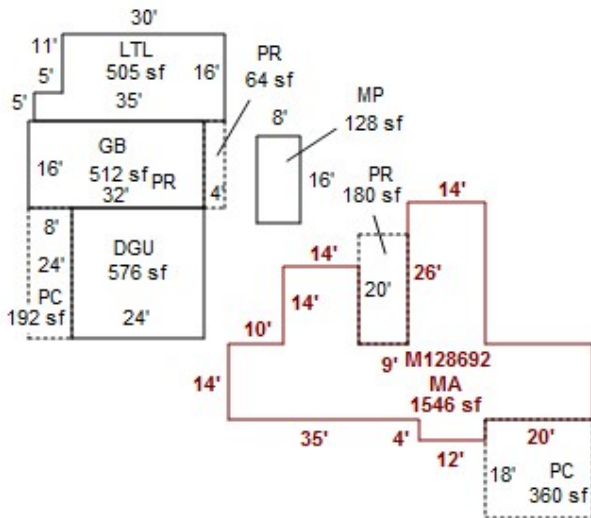 30'
11'
LTL
505 sf
16'
5'
5'
35'
PR
64 sf
MP
128 sf
8'
16'
GB
512 sf
PR
16'
32'
4'
PR
180 sf
14'
8'
24'
PC
192 sf
DGU
576 sf
24'
14'
14'
20'
26'
10'
9'
14'
M128692
MA
1546 sf
35'
4'
12'
20'
18'
PC
360 sf